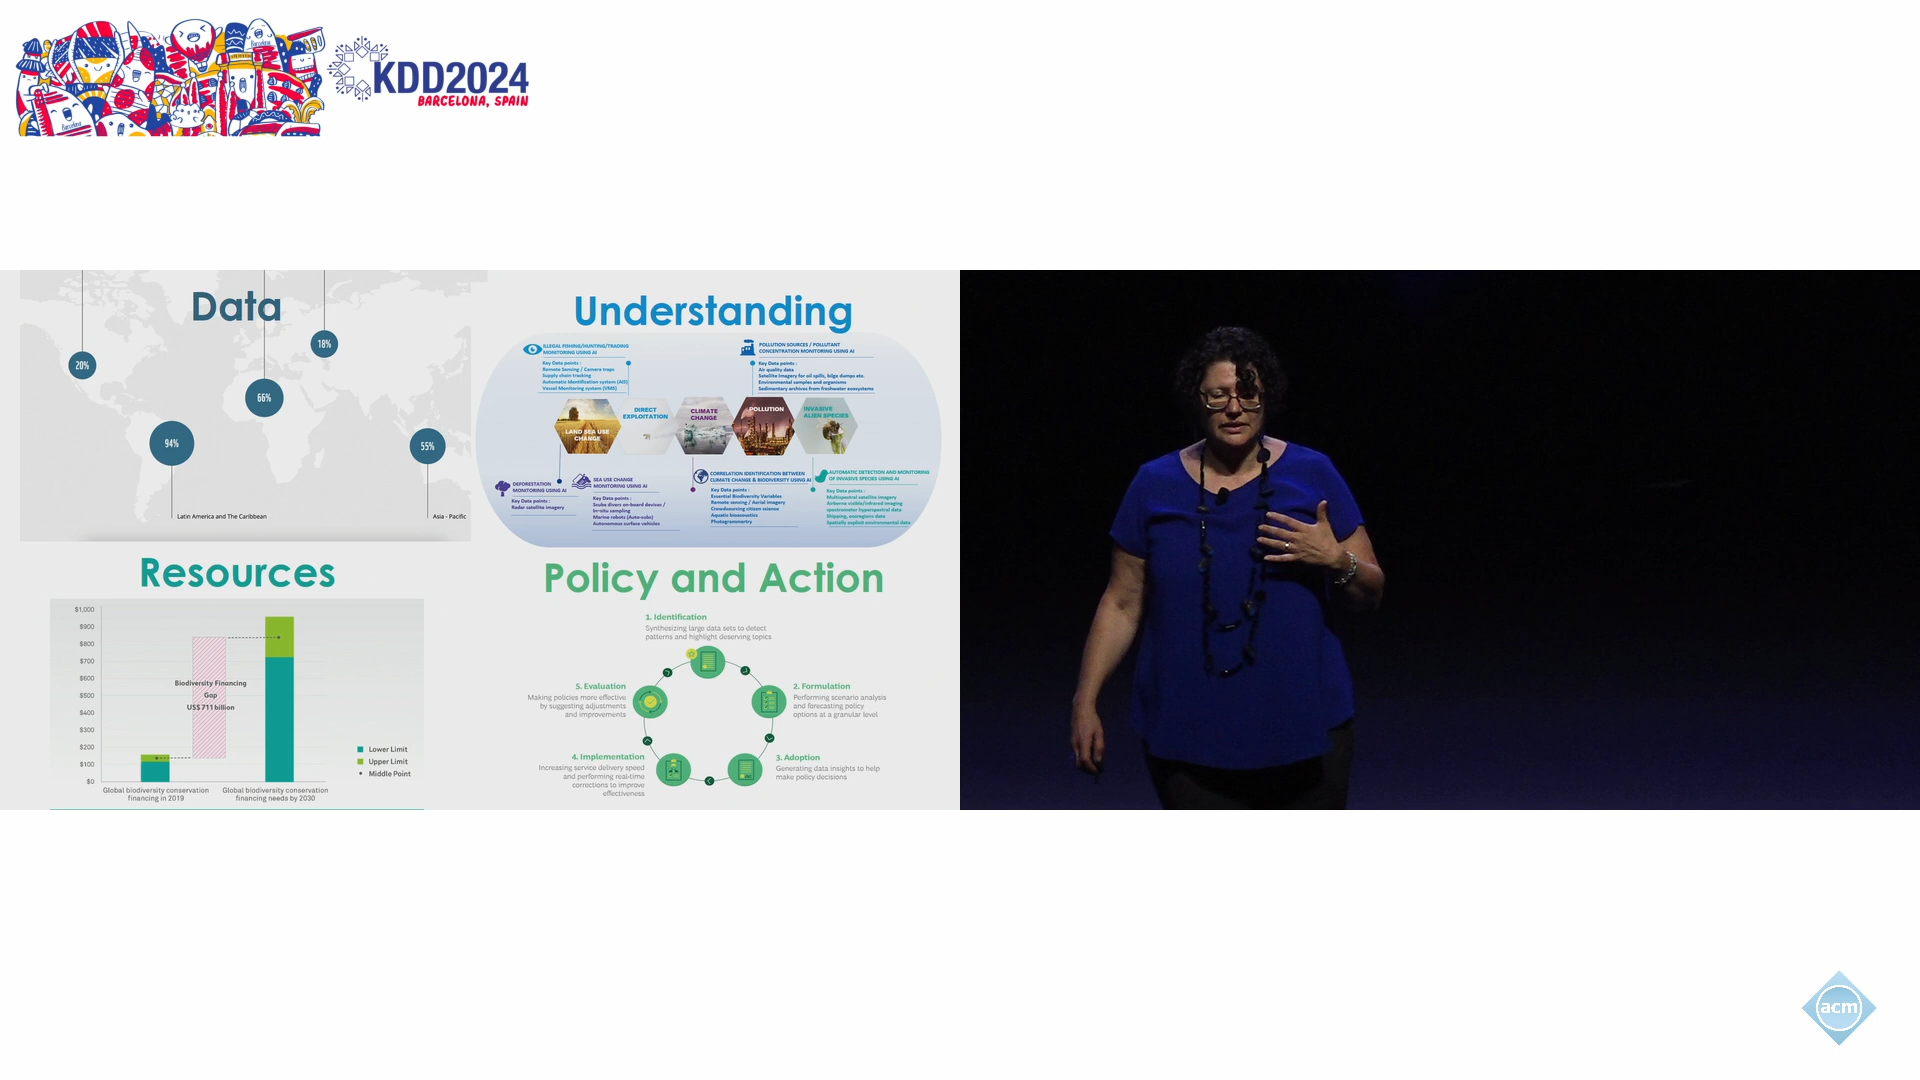 KDD2024
BARCELONA, SPAIN
Data
20%
18%
66%
94%
55%
Latin America and The Caribbean
Asia - Pacific
Understanding
ILLEGAL FISHING/HUNTING/TRADING
MONITORING USING AI
Key Data points :
Remote Sensing / Camera traps
Supply chain tracking
Automatic Identification system (AIS)
Vessel Monitoring system (VMS)
POLLUTION SOURCES / POLLUTANT
CONCENTRATION MONITORING USING AI
Key Data points :
Air quality data
Satellite Imagery for oil spills, bilge dumps etc.
Environmental samples and organisms
Sedimentary archives from freshwater ecosystems
LAND SEA USE
CHANGE
DIRECT
EXPLOITATION
CLIMATE
CHANGE
POLLUTION
INVASIVE
ALIEN SPECIES
DEFORESTATION
MONITORING USING AI
Key Data points :
Radar satellite imagery
SEA USE CHANGE
MONITORING USING AI
Key Data points :
Scuba divers on-board devices /
in-situ sampling
Marine robots (Auto-subs)
Autonomous surface vehicles
CORRELATION IDENTIFICATION BETWEEN
CLIMATE CHANGE & BIODIVERSITY USING AI
Key Data points :
Essential Biodiversity Variables
Remote sensing / Aerial imagery
Crowdsourcing citizen science
Aquatic bioacoustics
Photogrammetry
AUTOMATIC DETECTION AND MONITORING
OF INVASIVE SPECIES USING AI
Key Data points :
Multispectral satellite imagery
Airborne visible/infrared imaging
spectrometer hyperspectral data
Shipping, ecoregions data
Spatially explicit environmental data
Resources
$1,000
$900
$800
$700
$600
$500
$400
$300
$200
$100
$0
Biodiversity Financing
Gap
US$ 711 billion
Lower Limit
Upper Limit
Middle Point
Global biodiversity conservation
financing in 2019
Global biodiversity conservation
financing needs by 2030
Policy and Action
1. Identification
Synthesizing large data sets to detect
patterns and highlight deserving topics
5. Evaluation
Making policies more effective
by suggesting adjustments
and improvements
2. Formulation
Performing scenario analysis
and forecasting policy
options at a granular level
4. Implementation
Increasing service delivery speed
and performing real-time
corrections to improve
effectiveness
3. Adoption
Generating data insights to help
make policy decisions
acm